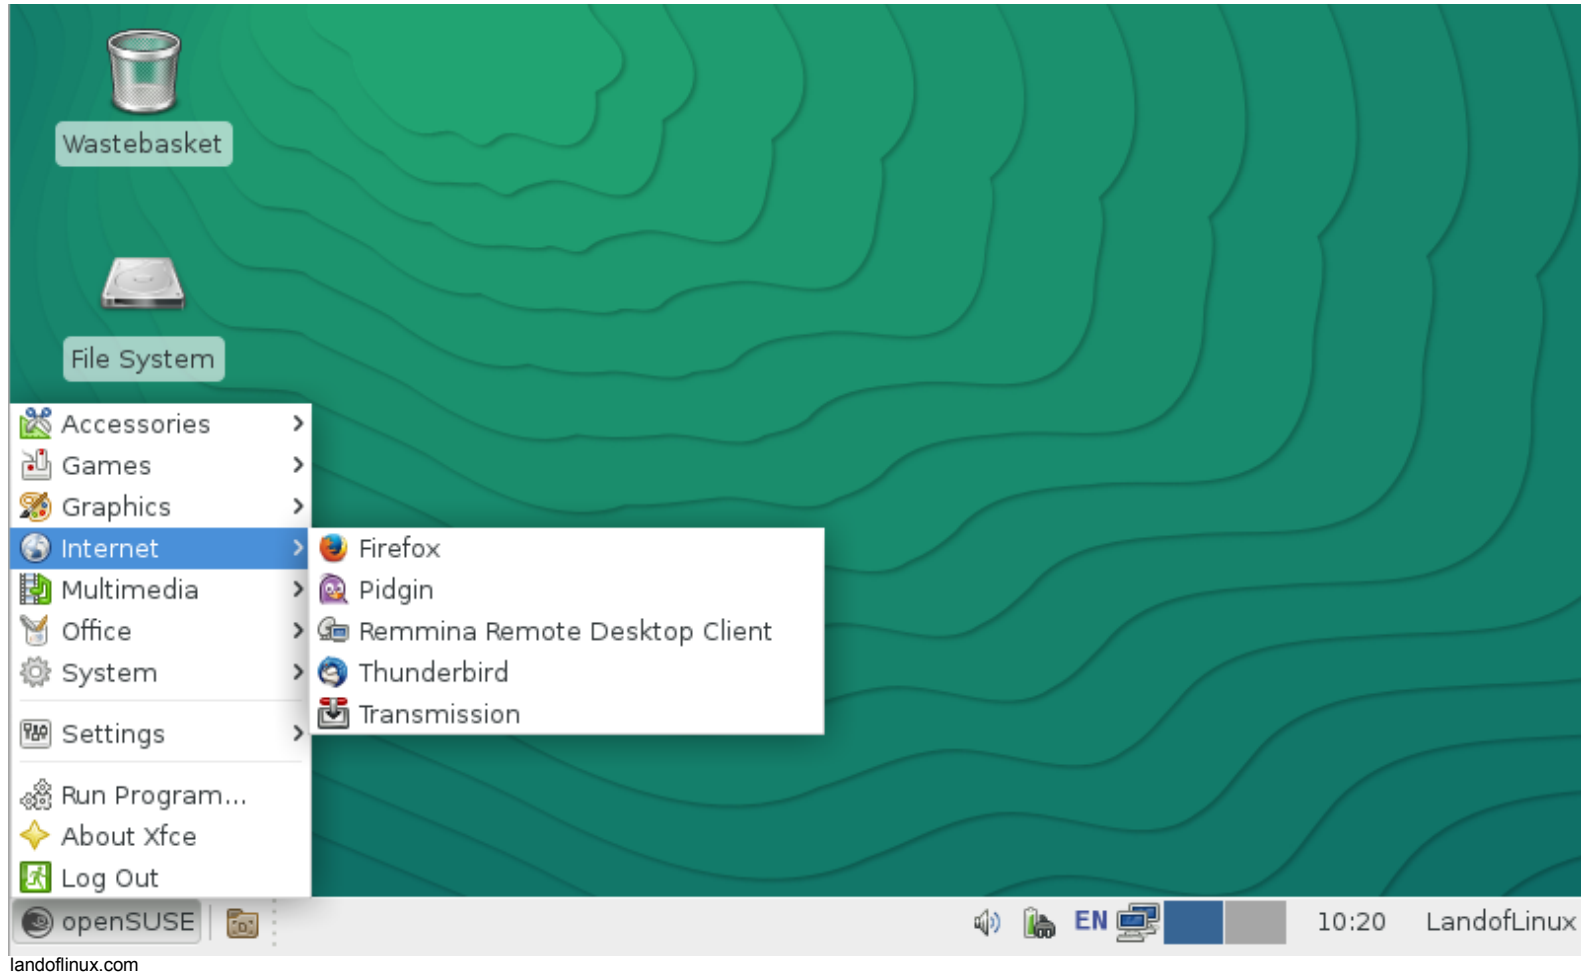 Wastebasket
File System
Accessories
Games
Graphics
Internet
Multimedia
Office
System
Settings
Run Program...
About Xfce
Log Out
Firefox
Pidgin
Remmina Remote Desktop Client
Thunderbird
Transmission
openSUSE
EN
10:20
LandofLinux
landoflinux.com